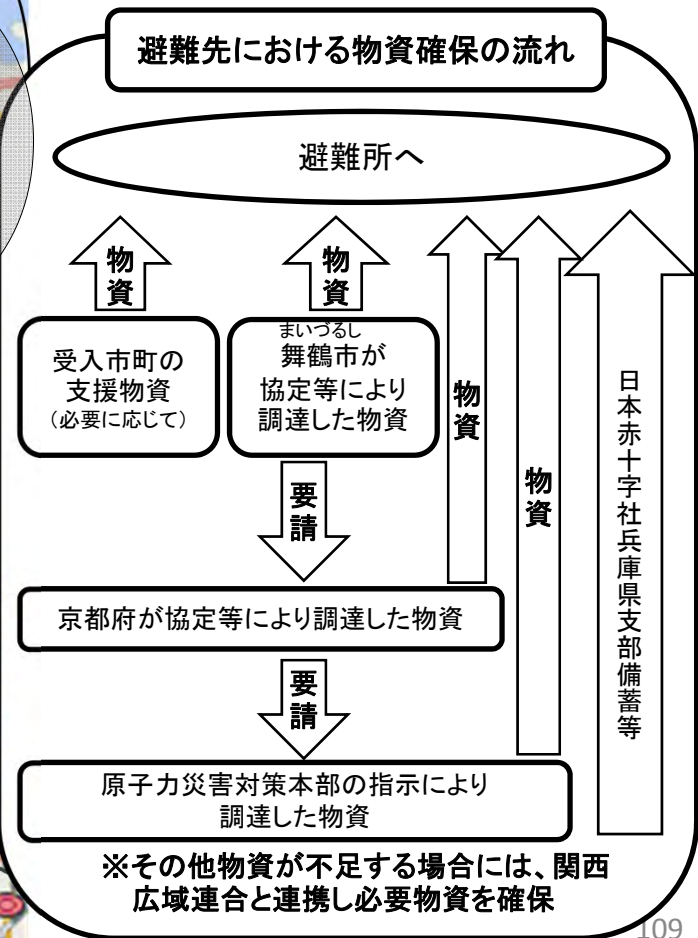 避難先における物資確保の流れ
避難所へ
物資
物資
物資
物資
日本赤十字社兵庫県支部備蓄等
受入市町の
支援物資
（必要に応じて）
まいづるし
舞鶴市が
協定等により
調達した物資
要請
京都府が協定等により調達した物資
要請
原子力災害対策本部の指示により
調達した物資
※その他物資が不足する場合には、関西
広域連合と連携し必要物資を確保
109